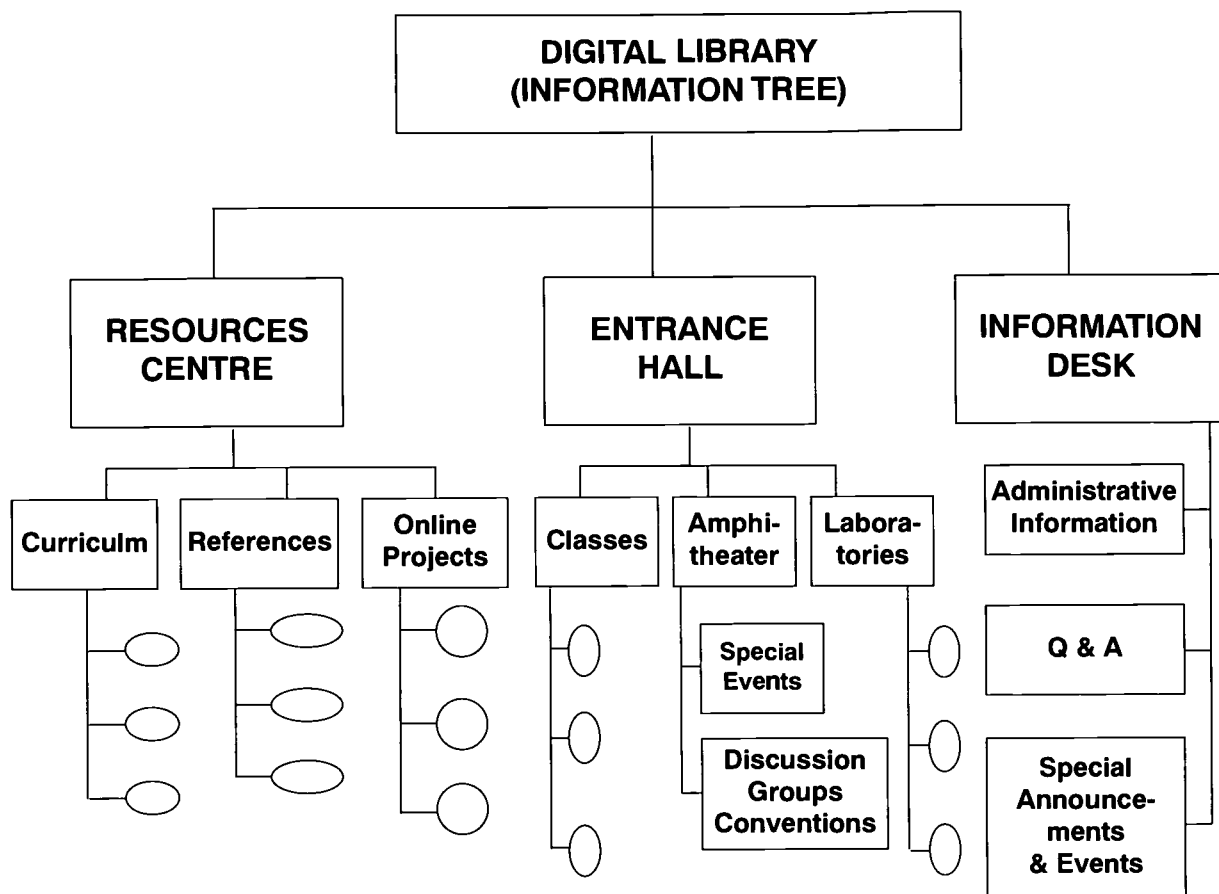 DIGITAL LIBRARY
(INFORMATION TREE)
RESOURCES
CENTRE
ENTRANCE
HALL
INFORMATION
DESK
Curriculm
References
Online
Projects
Classes
Amphi-
theater
Labora-
tories
Administrative
Information
Special
Events
Q & A
Discussion
Groups
Conventions
Special
Announce-
ments
& Events